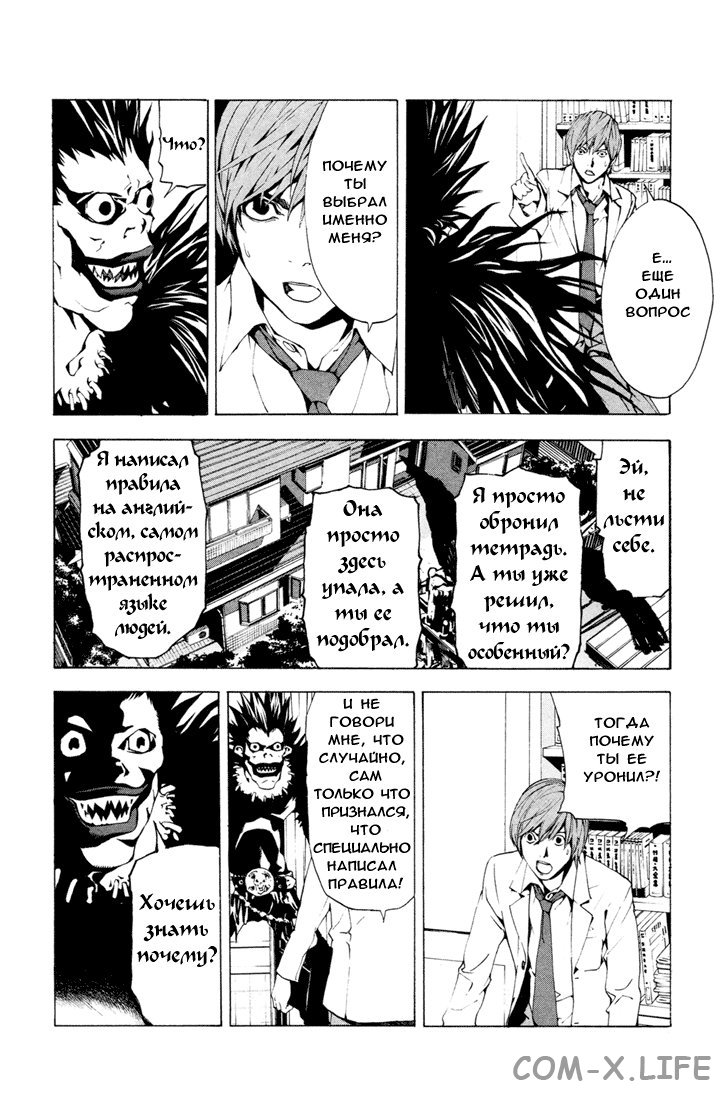 Е...
ЕЩЕ
ОДИН
ВОПРОС
ПОЧЕМУ
ТЫ
ВЫБРАЛ
ИМЕННО
МЕНЯ?
Что?
Эй,
не
льсти
себе.
Я просто
обронил
тетрадь.
А ты уже
решил,
что ты
особенный?
Она
просто
здесь
упала, а
ты ее
подобрал.
Я написал
правила
на англий-
ском, самом
распрос-
траненном
языке
людей.
ТОГДА
ПОЧЕМУ
ТЫ ЕЕ
УРОНИЛ?!
И НЕ
ГОВОРИ
МНЕ, ЧТО
СЛУЧАЙНО,
САМ
ТОЛЬКО ЧТО
ПРИЗНАЛСЯ,
ЧТО
СПЕЦИАЛЬНО
НАПИСАЛ
ПРАВИЛА!
Хочешь
знать
почему?
COM-X.LIFE